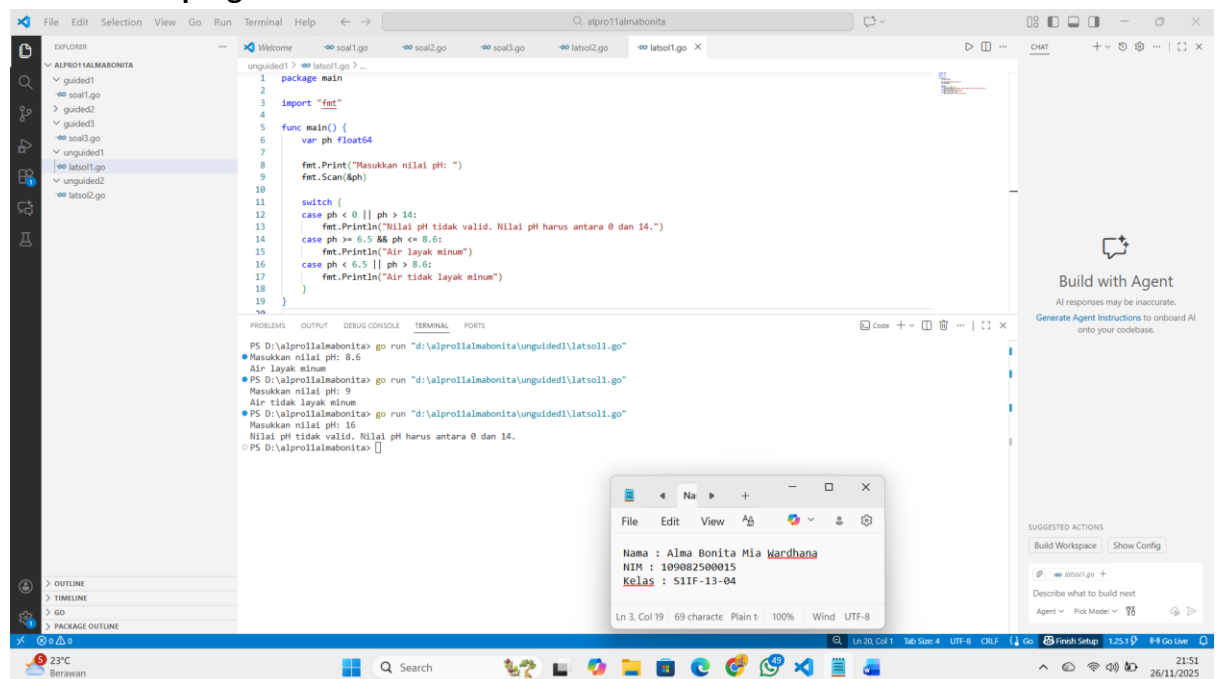 File Edit Selection View Go Run Terminal Help
alpro11almabonita
EXPLORER
ALPRO11ALMABONITA
guided1
soal1.go
guided2
guided3
soal3.go
unguided1
latsol1.go
unguided2
latsol2.go
OUTLINE
TIMELINE
GO
PACKAGE OUTLINE
Welcome soal1.go soal2.go soal3.go latsol2.go latsol1.go
unguided1 > latsol1.go > ...
1 package main
2
3 import "fmt"
4
5 func main() {
6 var ph float64
7
8 fmt.Print("Masukkan nilai pH: ")
9 fmt.Scan(&ph)
10
11 switch {
12 case ph < 0 || ph > 14:
13 fmt.Println("Nilai pH tidak valid. Nilai pH harus antara 0 dan 14.")
14 case ph >= 6.5 && ph <= 8.6:
15 fmt.Println("Air layak minum")
16 case ph < 6.5 || ph > 8.6:
17 fmt.Println("Air tidak layak minum")
18 }
19 }
PROBLEMS OUTPUT DEBUG CONSOLE TERMINAL PORTS
Code
PS D:\alpro11almabonita> go run "d:\alpro11almabonita\unguided1\latsol1.go"
Masukkan nilai pH: 8.6
Air layak minum
PS D:\alpro11almabonita> go run "d:\alpro11almabonita\unguided1\latsol1.go"
Masukkan nilai pH: 9
Air tidak layak minum
PS D:\alpro11almabonita> go run "d:\alpro11almabonita\unguided1\latsol1.go"
Masukkan nilai pH: 16
Nilai pH tidak valid. Nilai pH harus antara 0 dan 14.
PS D:\alpro11almabonita>
CHAT
Build with Agent
AI responses may be inaccurate.
Generate Agent Instructions to onboard AI
onto your codebase.
SUGGESTED ACTIONS
Build Workspace Show Config
latsol1.go
Describe what to build next
Agent Pick Model
Na
File Edit View
Nama : Alma Bonita Mia Wardhana
NIM : 109082500015
Kelas : S1IF-13-04
Ln 3, Col 19 69 characte Plain t 100% Wind UTF-8
0 0
Ln 20, Col 1 Tab Size: 4 UTF-8 CRLF Go Finish Setup 1.25.1 Go Live
5
23°C
Berawan
Search
49
21:51
26/11/2025